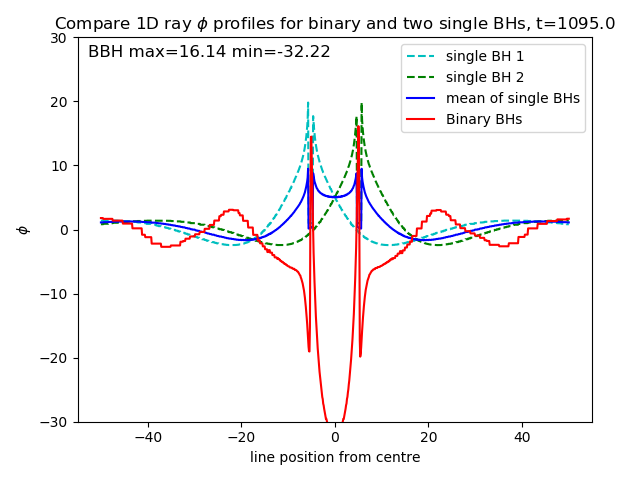 Compare 1D ray ϕ profiles for binary and two single BHs, t=1095.0
BBH max=16.14 min=-32.22
single BH 1
single BH 2
mean of single BHs
Binary BHs
30
20
10
0
−10
−20
−30
ϕ
−40
−20
0
20
40
line position from centre